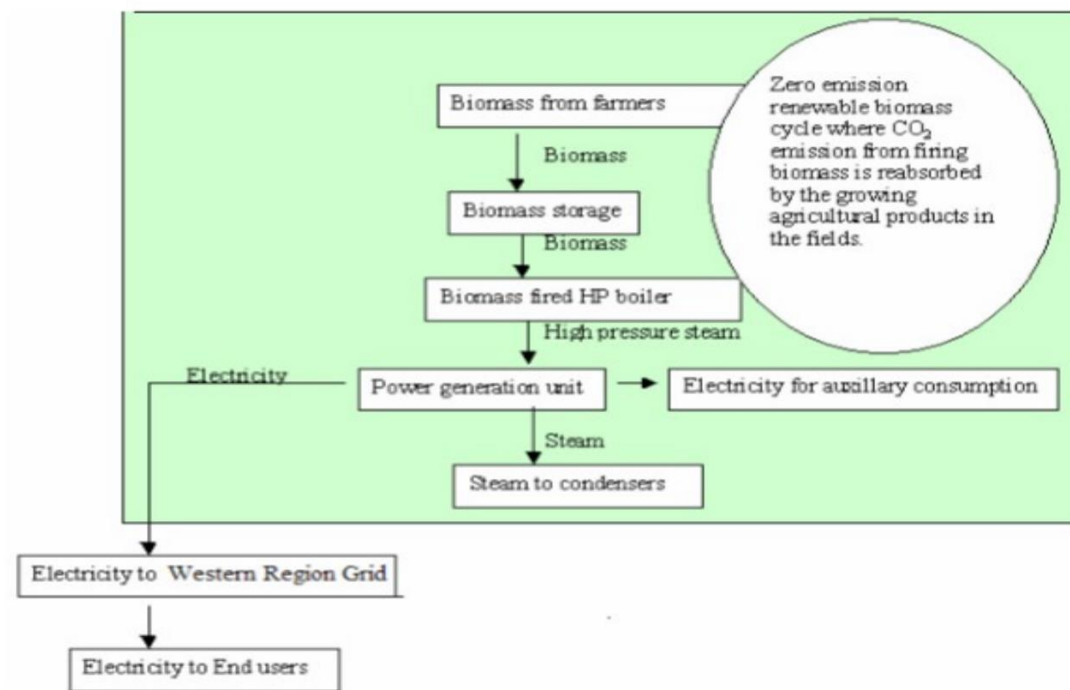 Biomass from farmers
Zero emission
renewable biomass
cycle where CO₂
emission from firing
biomass is reabsorbed
by the growing
agricultural products in
the fields.
Biomass
Biomass storage
Biomass
Biomass fired HP boiler
High pressure steam
Electricity
Power generation unit
Electricity for auxillary consumption
Steam
Steam to condensers
Electricity to Western Region Grid
Electricity to End users